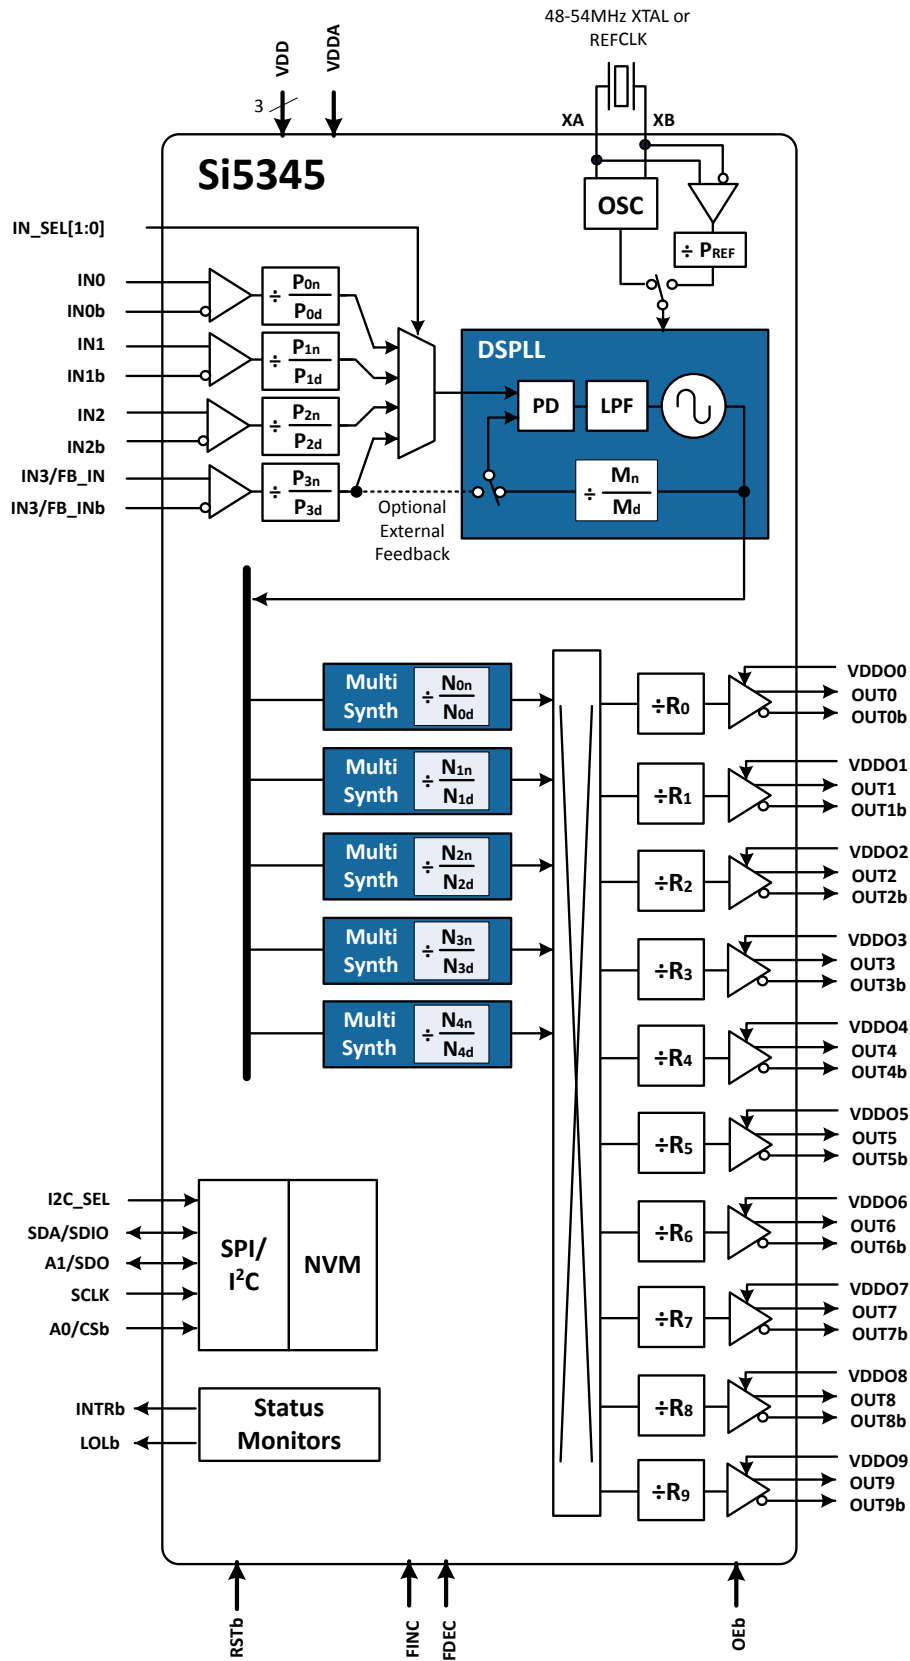 48-54MHz XTAL or
REFCLK
VDD
VDDA
3
XA
XB
Si5345
OSC
÷ PREF
IN_SEL[1:0]
IN0
IN0b
÷ P0n
P0d
IN1
IN1b
÷ P1n
P1d
IN2
IN2b
÷ P2n
P2d
IN3/FB_IN
IN3/FB_INb
÷ P3n
P3d
DSPLL
PD
LPF
÷ Mn
Md
Optional
External
Feedback
Multi
Synth
÷ N0n
N0d
Multi
Synth
÷ N1n
N1d
Multi
Synth
÷ N2n
N2d
Multi
Synth
÷ N3n
N3d
Multi
Synth
÷ N4n
N4d
÷R0
VDDO0
OUT0
OUT0b
÷R1
VDDO1
OUT1
OUT1b
÷R2
VDDO2
OUT2
OUT2b
÷R3
VDDO3
OUT3
OUT3b
÷R4
VDDO4
OUT4
OUT4b
÷R5
VDDO5
OUT5
OUT5b
÷R6
VDDO6
OUT6
OUT6b
÷R7
VDDO7
OUT7
OUT7b
÷R8
VDDO8
OUT8
OUT8b
÷R9
VDDO9
OUT9
OUT9b
I2C_SEL
SDA/SDIO
A1/SDO
SCLK
A0/CSb
SPI/
I²C
NVM
INTRb
LOLb
Status
Monitors
RSTb
FINC
FDEC
OEb